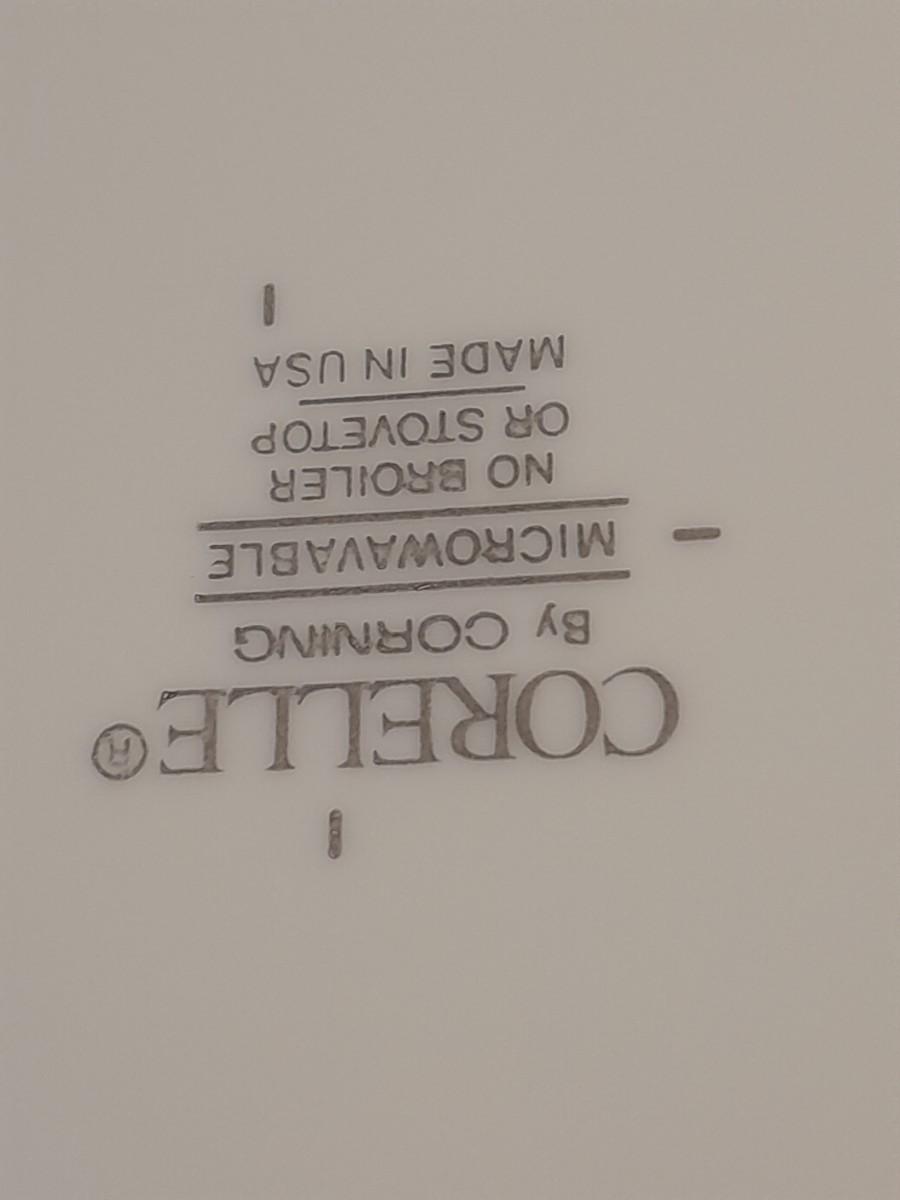 CORELLE®
By CORNING
MICROWAVABLE
NO BROILER
OR STOVETOP
MADE IN USA